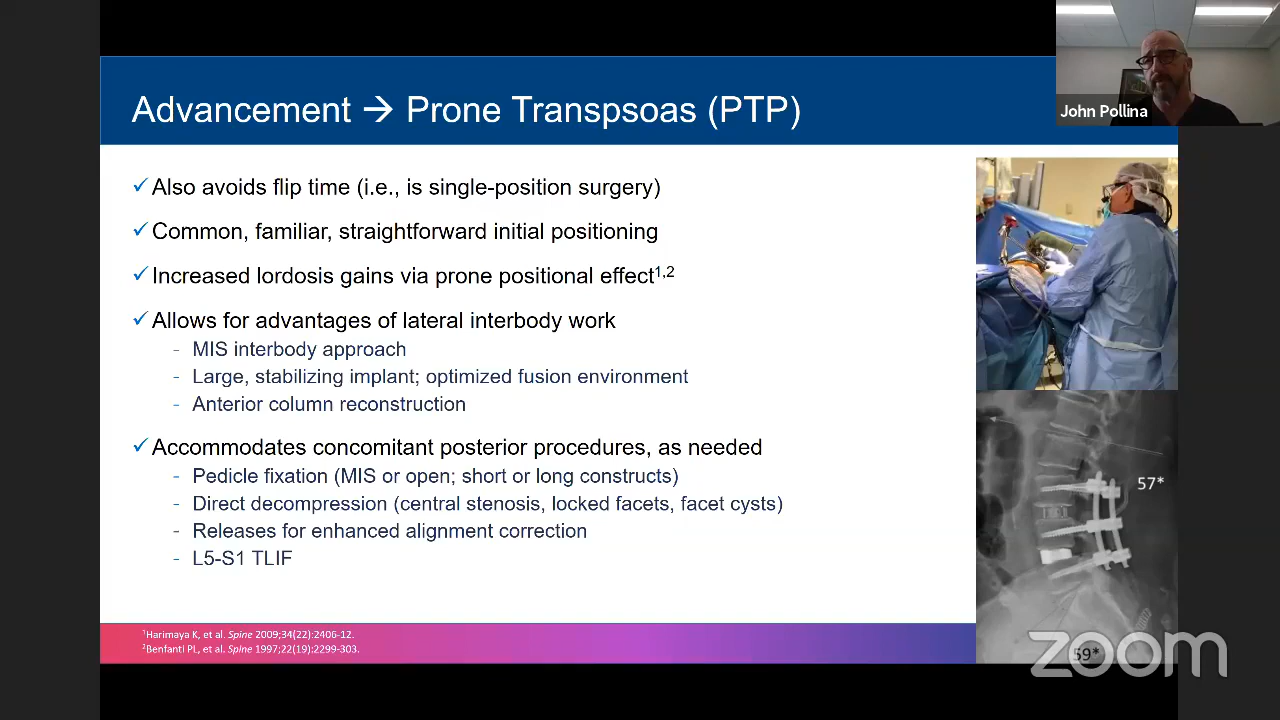 Advancement → Prone Transpsoas (PTP)
John Pollina
✓ Also avoids flip time (i.e., is single-position surgery)
✓ Common, familiar, straightforward initial positioning
✓ Increased lordosis gains via prone positional effect1,2
✓ Allows for advantages of lateral interbody work
- MIS interbody approach
- Large, stabilizing implant; optimized fusion environment
- Anterior column reconstruction
✓ Accommodates concomitant posterior procedures, as needed
- Pedicle fixation (MIS or open; short or long constructs)
- Direct decompression (central stenosis, locked facets, facet cysts)
- Releases for enhanced alignment correction
- L5-S1 TLIF
57*
59*
1Harimaya K, et al. Spine 2009;34(22):2406-12.
2Benfanti PL, et al. Spine 1997;22(19):2299-303.
zoom